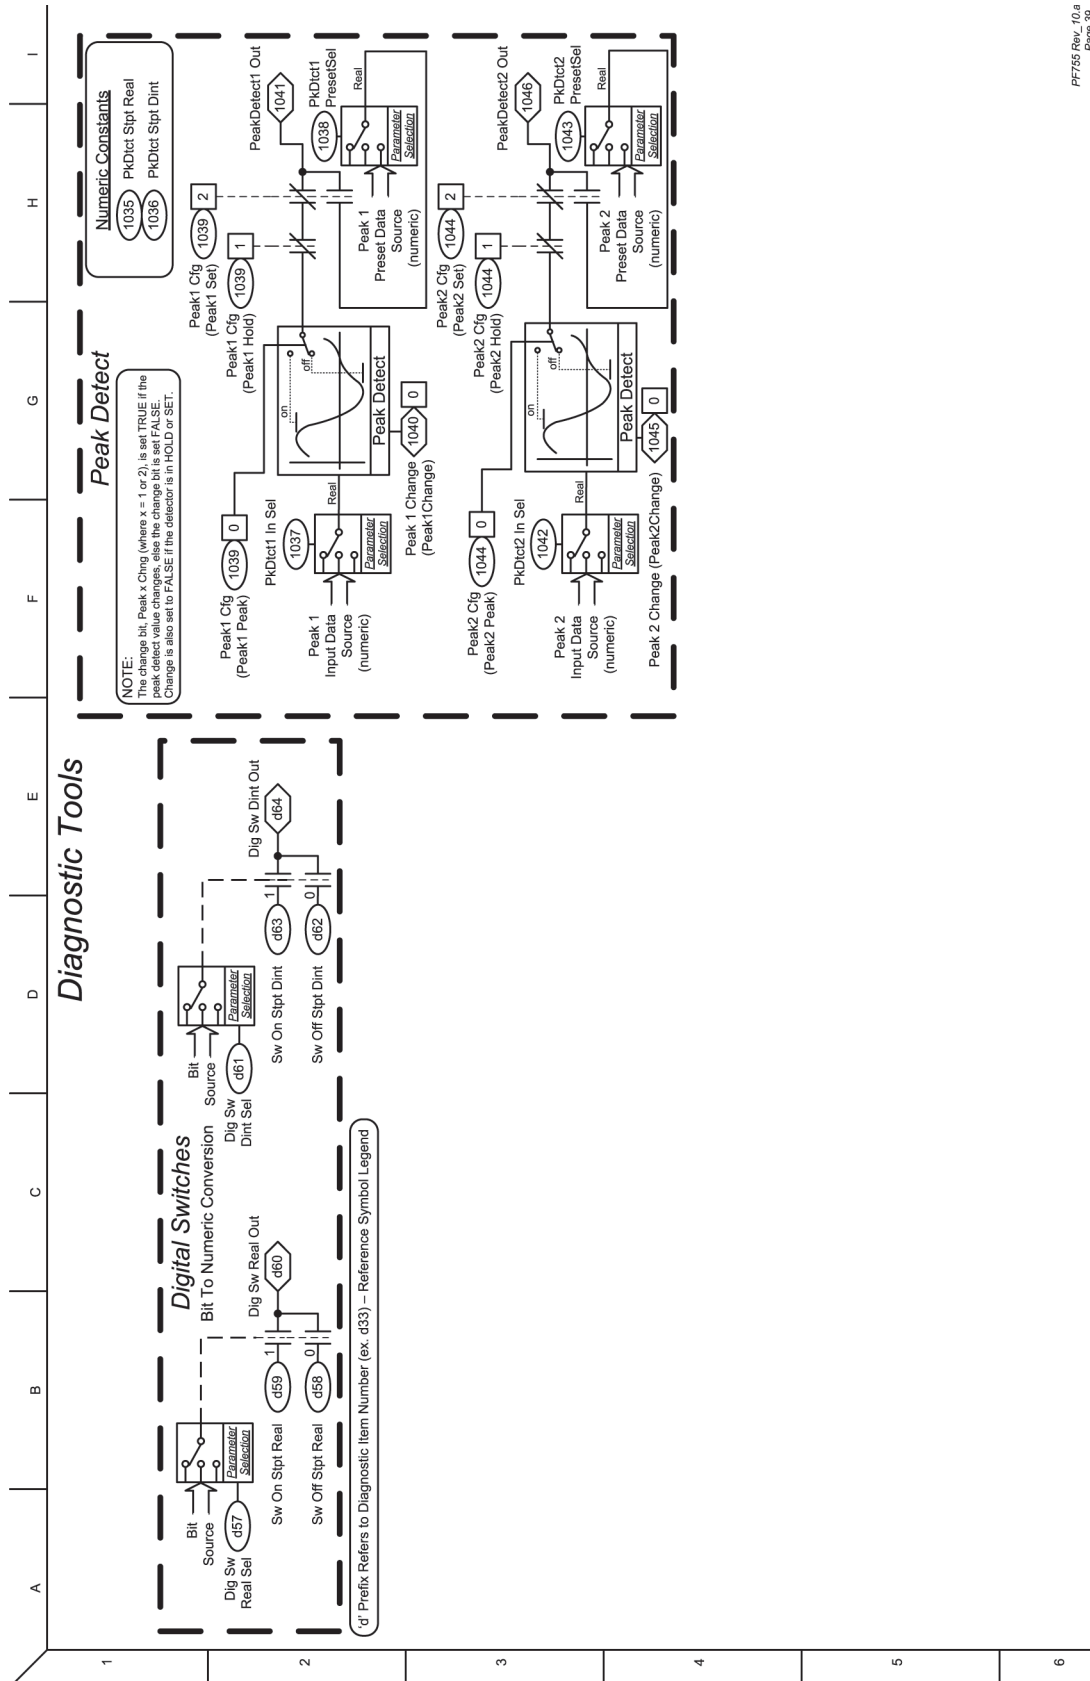 A
B
C
D
E
F
G
H
I
1
2
3
4
5
6
Diagnostic Tools
Digital Switches
Bit To Numeric Conversion
Bit
Source
Dig Sw
Real Sel
d57
Parameter
Selection
Sw On Stpt Real
d59
1
Sw Off Stpt Real
d58
0
Dig Sw Real Out
d60
Bit
Source
Dig Sw
Dint Sel
d61
Parameter
Selection
Sw On Stpt Dint
d63
1
Sw Off Stpt Dint
d62
0
Dig Sw Dint Out
d64
'd' Prefix Refers to Diagnostic Item Number (ex. d33) – Reference Symbol Legend
Peak Detect
NOTE:
The change bit, Peak x Chng (where x = 1 or 2), is set TRUE if the
peak detect value changes, else the change bit is set FALSE.
Change is also set to FALSE if the detector is in HOLD or SET.
Numeric Constants
1035 PkDtct Stpt Real
1036 PkDtct Stpt Dint
Peak1 Cfg
(Peak1 Peak)
1039 0
Peak1 Cfg
(Peak1 Hold)
1039 1
Peak1 Cfg
(Peak1 Set)
1039 2
PkDtct1 In Sel
1037
Peak 1
Input Data
Source
(numeric)
Parameter
Selection
Real
on
off
Peak Detect
1040 0
Peak 1 Change
(Peak1Change)
Peak 1
Preset Data
Source
(numeric)
Parameter
Selection
1038
PkDtct1
PresetSel
Real
PeakDetect1 Out
1041
Peak2 Cfg
(Peak2 Peak)
1044 0
Peak2 Cfg
(Peak2 Hold)
1044 1
Peak2 Cfg
(Peak2 Set)
1044 2
PkDtct2 In Sel
1042
Peak 2
Input Data
Source
(numeric)
Parameter
Selection
Real
on
off
Peak Detect
1045 0
Peak 2 Change (Peak2Change)
Peak 2
Preset Data
Source
(numeric)
Parameter
Selection
1043
PkDtct2
PresetSel
Real
PeakDetect2 Out
1046
PF755 Rev_10.a
Page 39